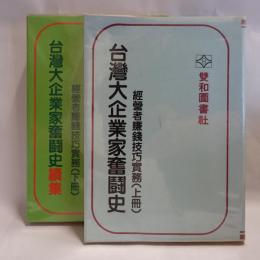 雙和圖書社
經營者賺錢技巧實務（上冊）
台灣大企業家奮鬪史
經營者賺錢技巧實務（下冊）
台灣大企業家奮鬪史續集